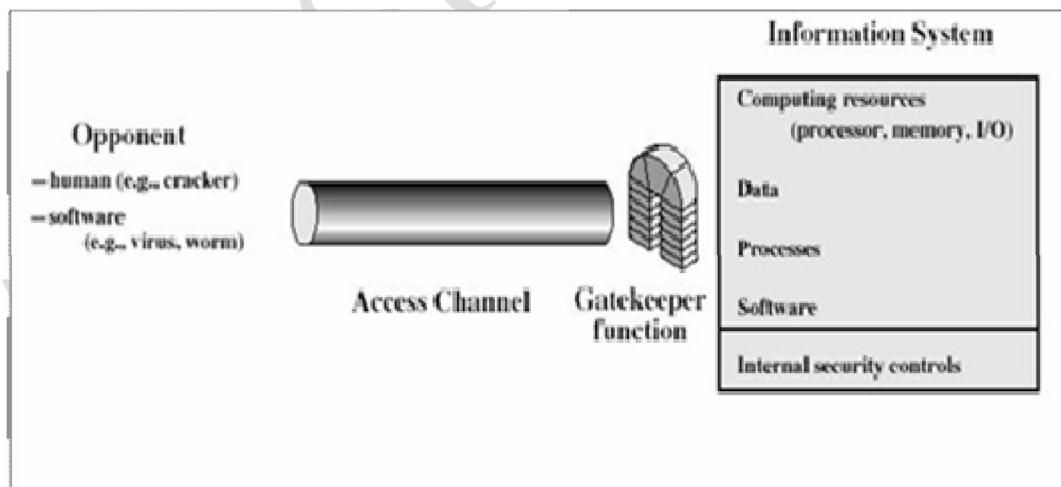 Information System
Computing resources
(processor, memory, I/O)
Data
Processes
Software
Internal security controls
Opponent
—human (e.g., cracker)
—software
(e.g., virus, worm)
Access Channel
Gatekeeper
function